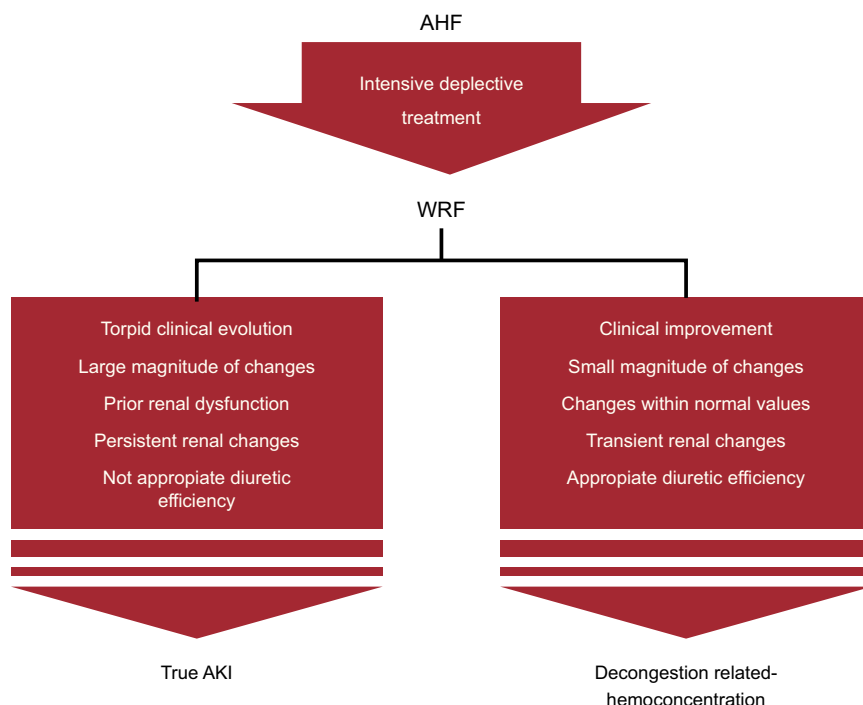 AHF
Intensive deplective
treatment
WRF
Torpid clinical evolution
Large magnitude of changes
Prior renal dysfunction
Persistent renal changes
Not appropiate diuretic
efficiency
Clinical improvement
Small magnitude of changes
Changes within normal values
Transient renal changes
Appropiate diuretic efficiency
True AKI
Decongestion related-
hemoconcentration